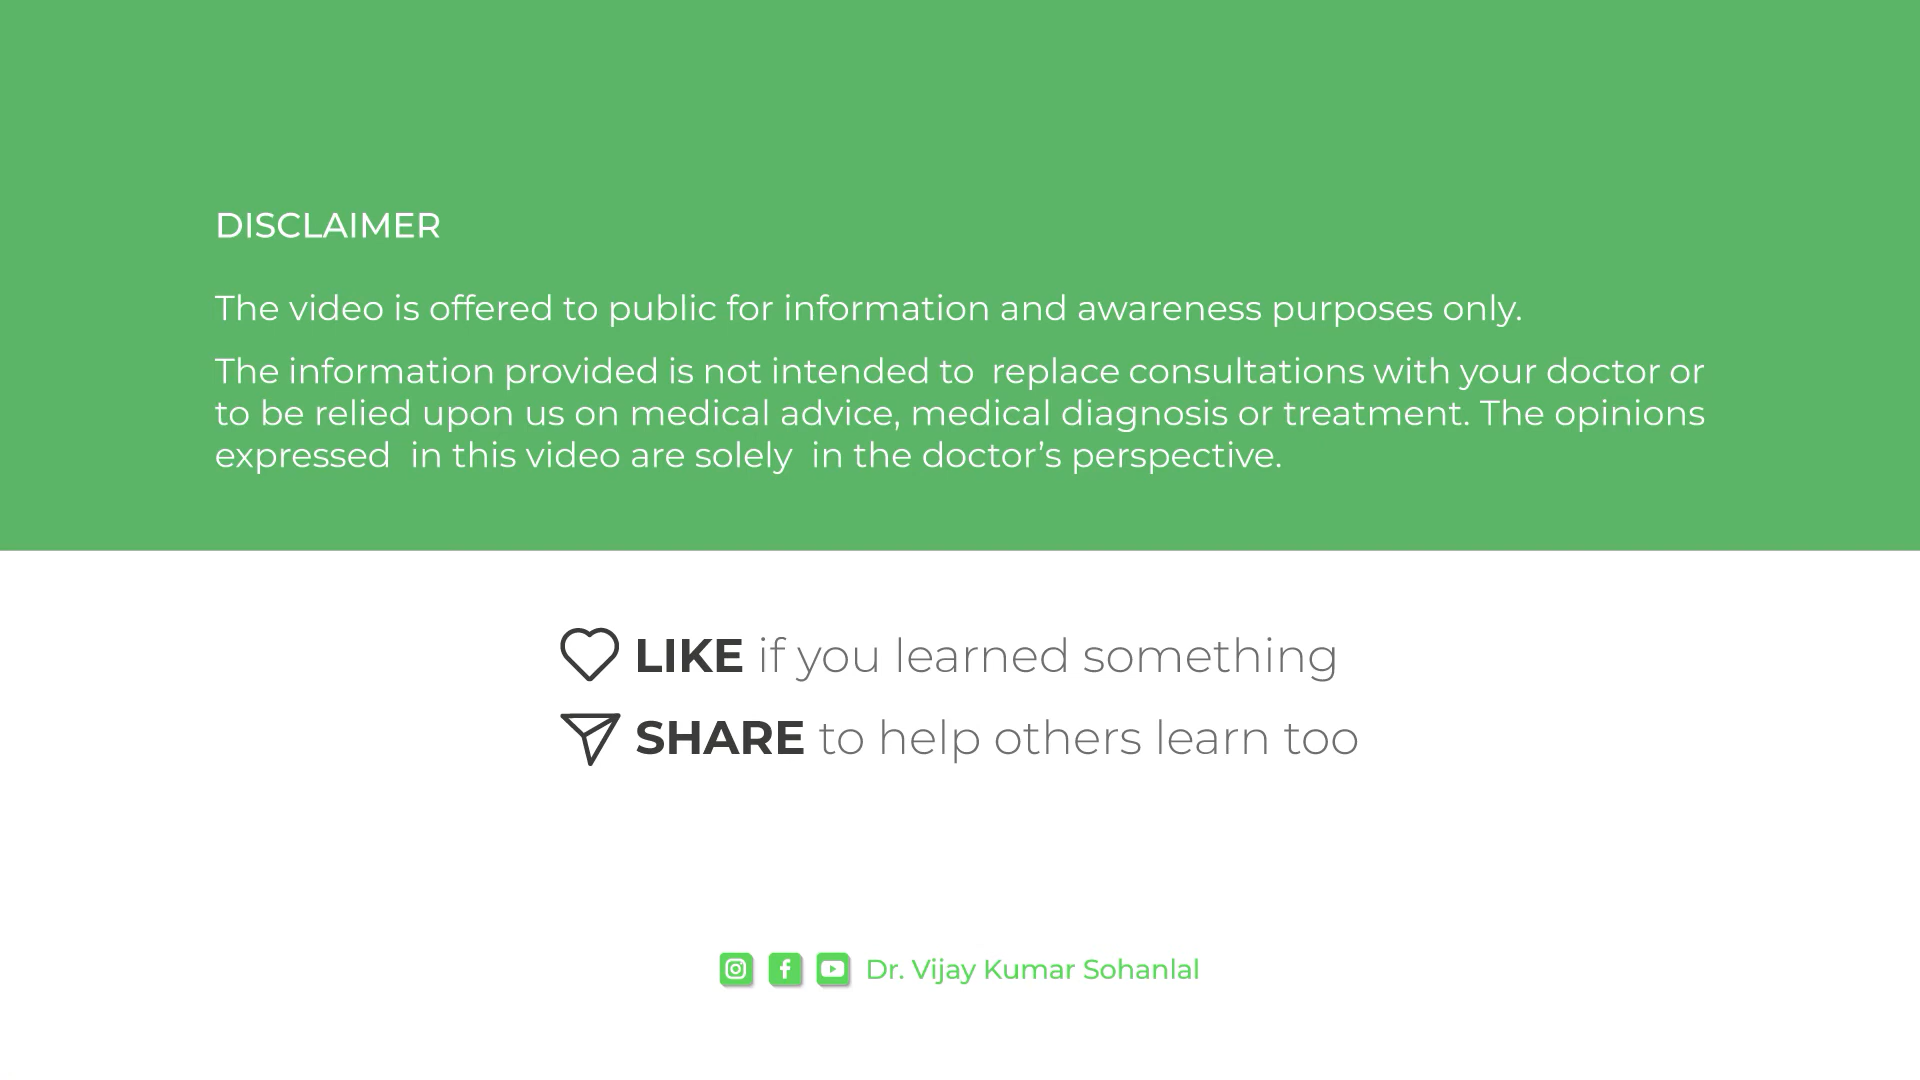 DISCLAIMER
The video is offered to public for information and awareness purposes only.
The information provided is not intended to  replace consultations with your doctor or
to be relied upon us on medical advice, medical diagnosis or treatment. The opinions
expressed  in this video are solely  in the doctor’s perspective.
LIKE if you learned something
SHARE to help others learn too
Dr. Vijay Kumar Sohanlal